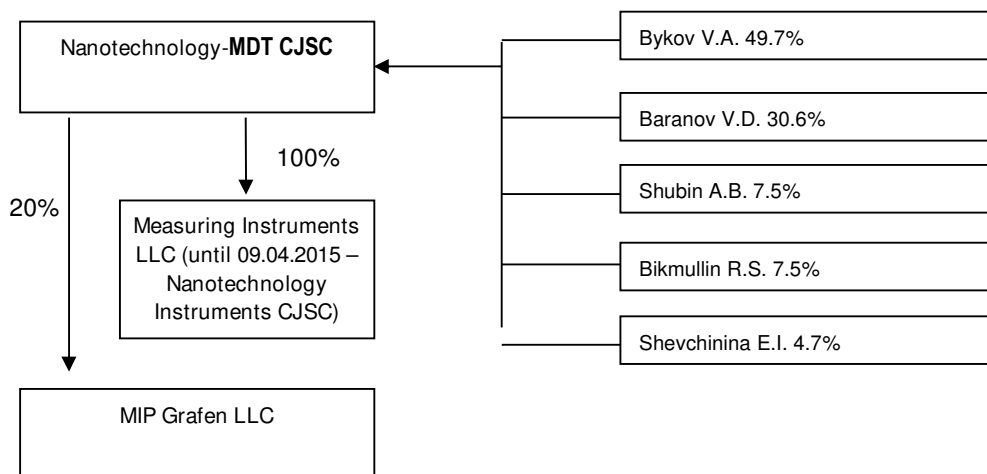 Nanotechnology-MDT CJSC
Bykov V.A. 49.7%
Baranov V.D. 30.6%
Shubin A.B. 7.5%
Bikmullin R.S. 7.5%
Shevchinina E.I. 4.7%
100%
20%
Measuring Instruments
LLC (until 09.04.2015 –
Nanotechnology
Instruments CJSC)
MIP Grafen LLC